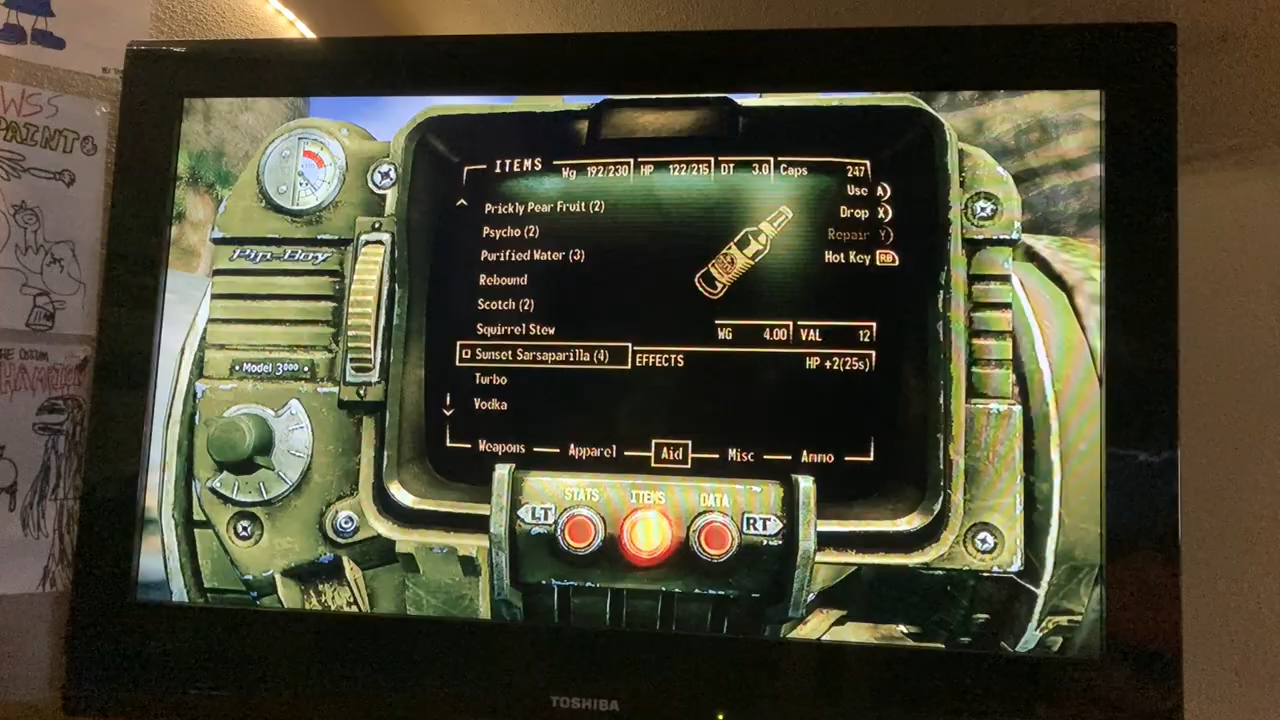 WSS
PAINT
ITEMS Wg 192/230 HP 122/215 DT 3.0 Caps 247
Prickly Pear Fruit (2)
Psycho (2)
Purified Water (3)
Rebound
Scotch (2)
Squirrel Stew
Sunset Sarsaparilla (4)
Turbo
Vodka
Use A)
Drop X)
Repair Y)
Hot Key RB
WG 4.00 VAL 12
EFFECTS HP +2(25s)
Weapons Apparel Aid Misc Ammo
Pip-Boy
Model 3000
STATS ITEMS DATA
LT RT
TOSHIBA